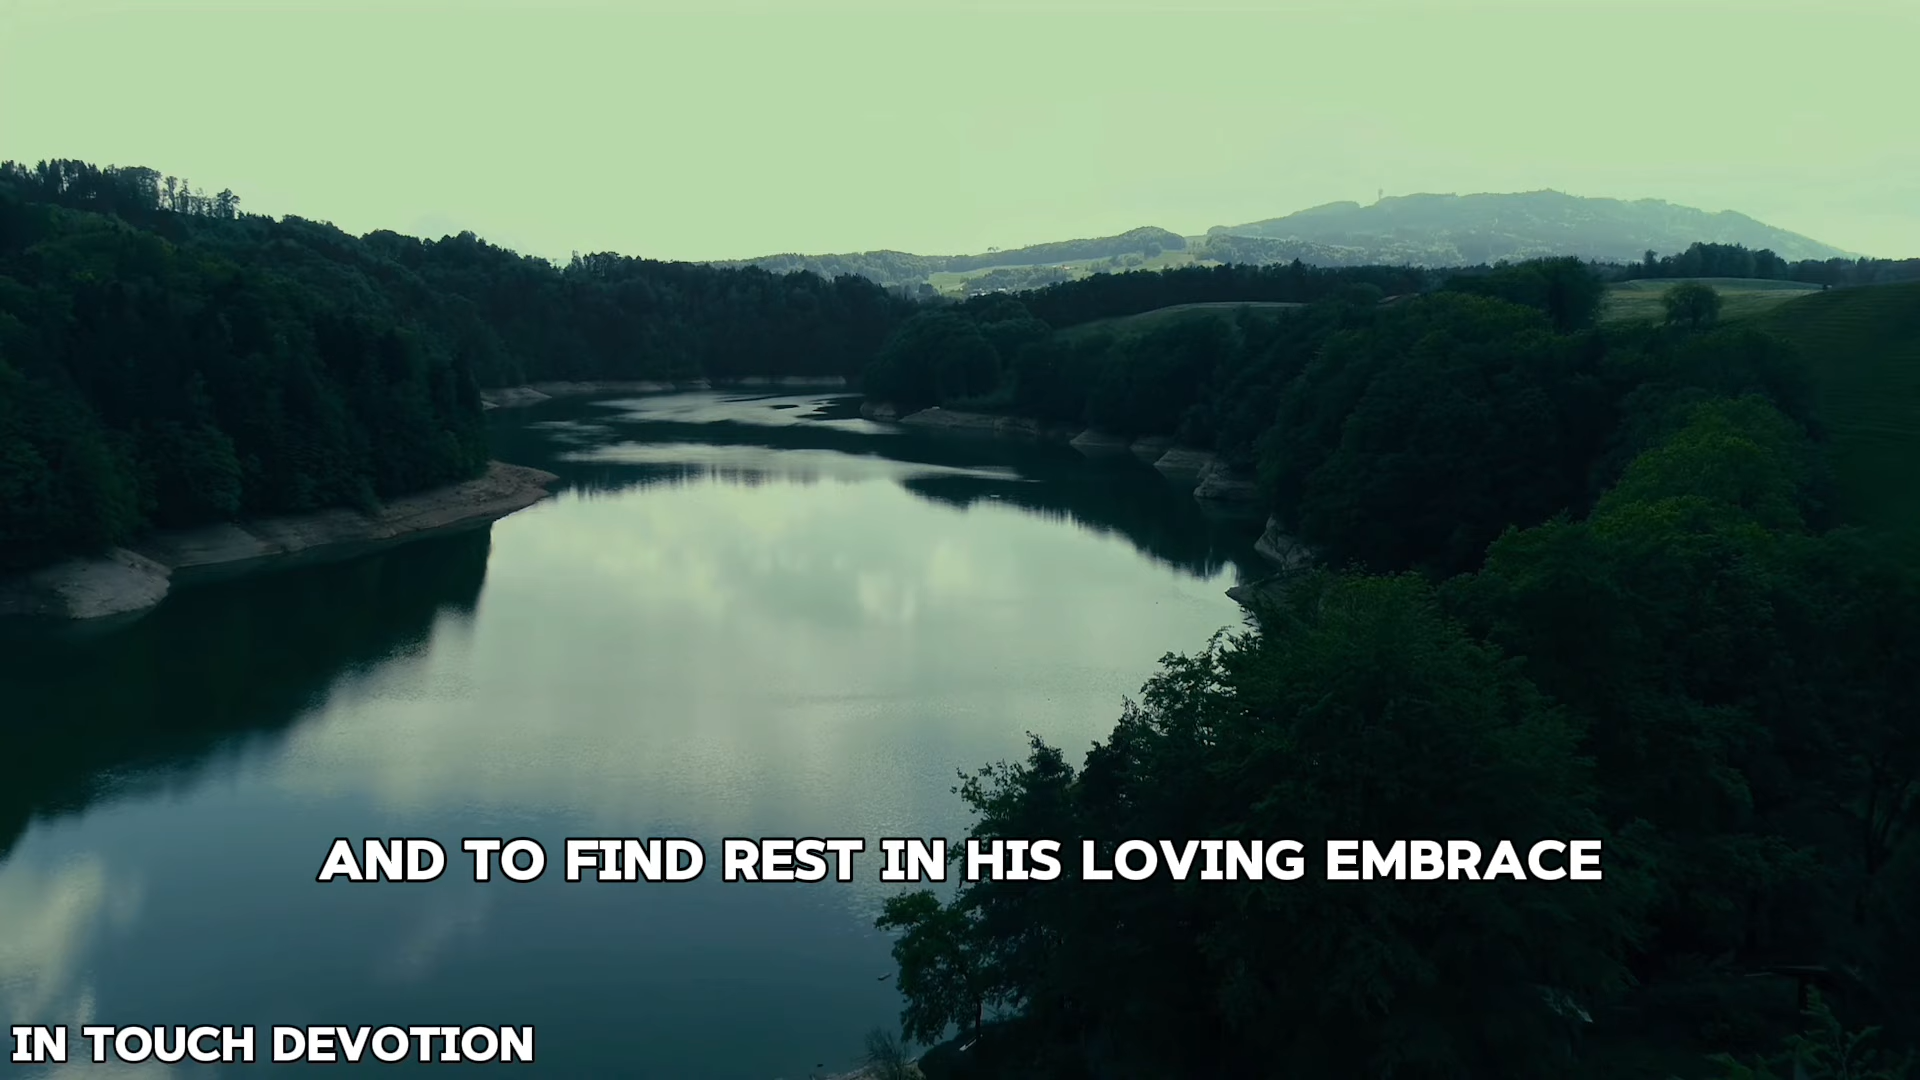 AND TO FIND REST IN HIS LOVING EMBRACE
IN TOUCH DEVOTION